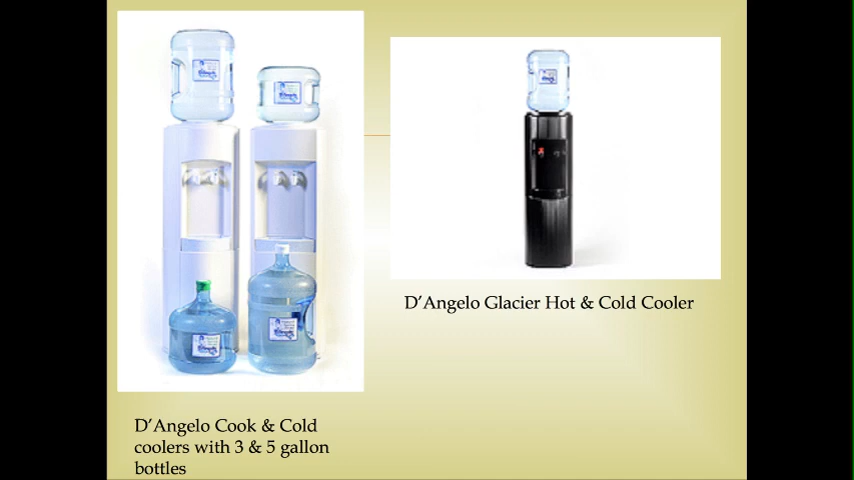 D’Angelo Glacier Hot & Cold Cooler
D’Angelo Cook & Cold
coolers with 3 & 5 gallon
bottles